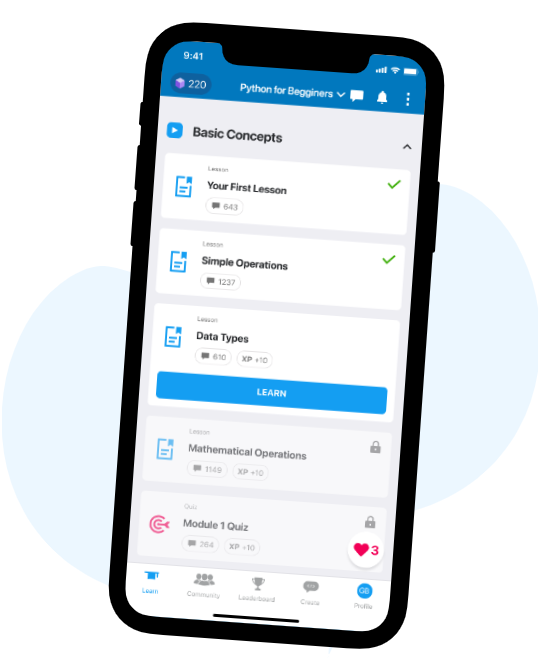 9:41
220
Python for Begginers
Basic Concepts
Lesson
Your First Lesson
643
Lesson
Simple Operations
1237
Lesson
Data Types
610 XP +10
LEARN
Lesson
Mathematical Operations
1149 XP +10
Quiz
Module 1 Quiz
264 XP +10
3
GB
Learn Community Leaderboard Create Profile